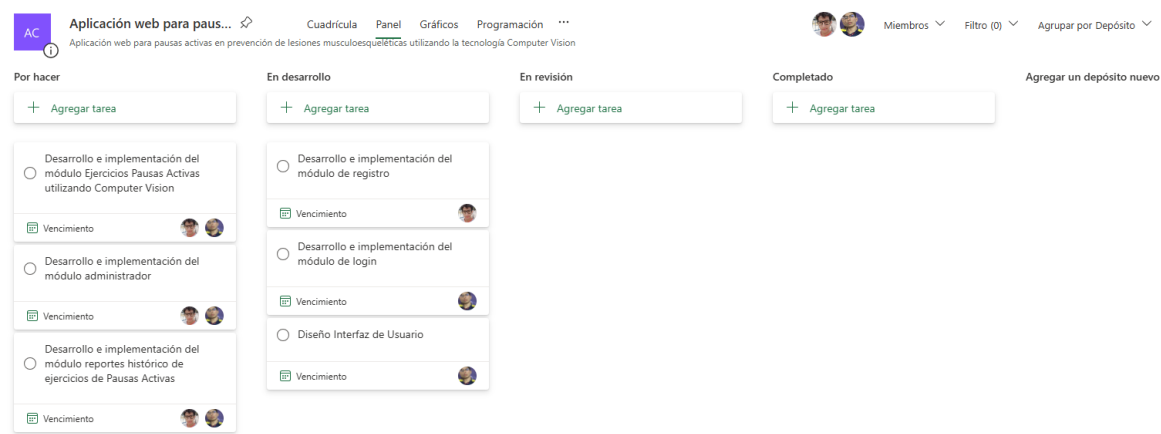 AC
Aplicación web para paus...
Cuadrícula
Panel
Gráficos
Programación
...
Miembros
Filtro (0)
Agrupar por Depósito
Aplicación web para pausas activas en prevención de lesiones musculoesqueléticas utilizando la tecnología Computer Vision
Por hacer
Agregar tarea
Desarrollo e implementación del
módulo Ejercicios Pausas Activas
utilizando Computer Vision
Vencimiento
Desarrollo e implementación del
módulo administrador
Vencimiento
Desarrollo e implementación del
módulo reportes histórico de
ejercicios de Pausas Activas
Vencimiento
En desarrollo
Agregar tarea
Desarrollo e implementación del
módulo de registro
Vencimiento
Desarrollo e implementación del
módulo de login
Vencimiento
Diseño Interfaz de Usuario
Vencimiento
En revisión
Agregar tarea
Completado
Agregar tarea
Agregar un depósito nuevo